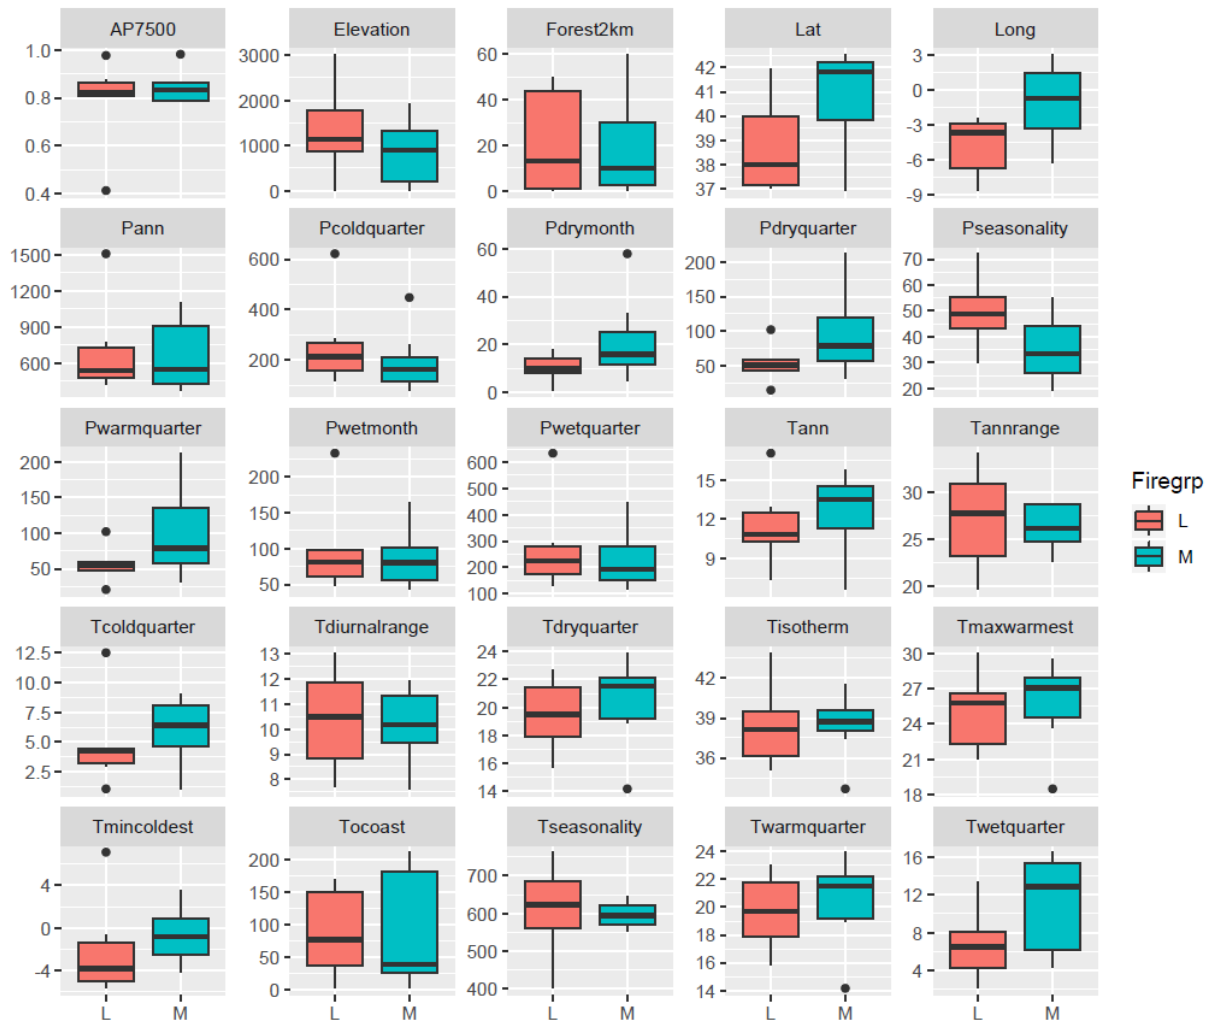 AP7500 Elevation Forest2km Lat Long
1.0 0.8 0.6 0.4
3000 2000 1000 0
60 40 20 0
42 41 40 39 38 37
3 0 -3 -6 -9
Pann Pcoldquarter Pdrymonth Pdryquarter Pseasonality
1500 1200 900 600
600 400 200
60 40 20 0
200 150 100 50
70 60 50 40 30 20
Pwarmquarter Pwetmonth Pwetquarter Tann Tannrange
200 150 100 50
200 150 100 50
600 500 400 300 200 100
15 12 9
30 25 20
Firegrp
L
M
Tcoldquarter Tdiurnalrange Tdryquarter Tisotherm Tmaxwarmest
12.5 10.0 7.5 5.0 2.5
13 12 11 10 9 8
24 22 20 18 16 14
42 39 36
30 27 24 21 18
Tmincoldest Tocoast Tseasonality Twarmquarter Twetquarter
4 0 -4
200 150 100 50 0
700 600 500 400
24 22 20 18 16 14
16 12 8 4
L M L M L M L M L M